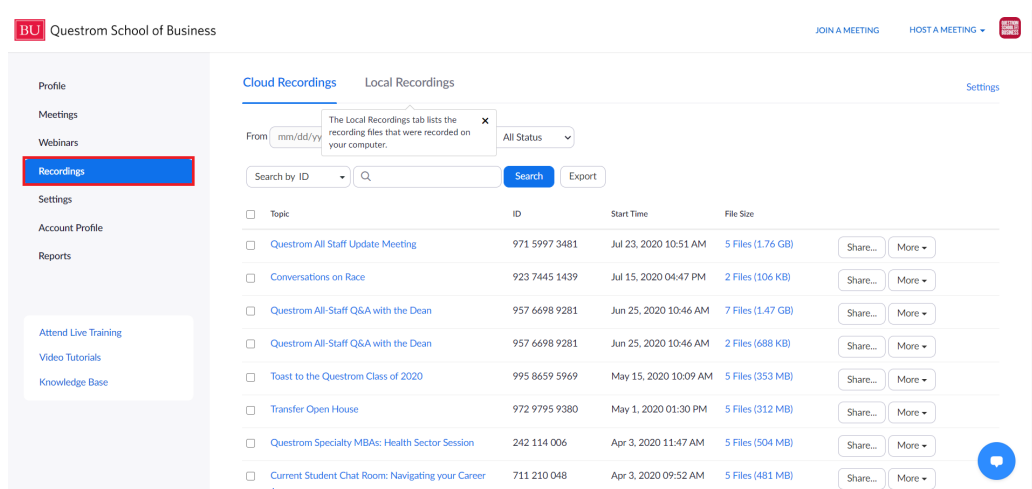 BU Questrom School of Business
JOIN A MEETING HOST A MEETING
QUESTROM SCHOOL OF BUSINESS
Profile
Meetings
Webinars
Recordings
Settings
Account Profile
Reports
Attend Live Training
Video Tutorials
Knowledge Base
Cloud Recordings Local Recordings Settings
The Local Recordings tab lists the
recording files that were recorded on
your computer.
From mm/dd/yy All Status
Search by ID Search Export
Topic ID Start Time File Size
Questrom All Staff Update Meeting 971 5997 3481 Jul 23, 2020 10:51 AM 5 Files (1.76 GB) Share... More
Conversations on Race 923 7445 1439 Jul 15, 2020 04:47 PM 2 Files (106 KB) Share... More
Questrom All-Staff Q&A with the Dean 957 6698 9281 Jun 25, 2020 10:46 AM 7 Files (1.47 GB) Share... More
Questrom All-Staff Q&A with the Dean 957 6698 9281 Jun 25, 2020 10:46 AM 2 Files (688 KB) Share... More
Toast to the Questrom Class of 2020 995 8659 5969 May 15, 2020 10:09 AM 5 Files (353 MB) Share... More
Transfer Open House 972 9795 9380 May 1, 2020 01:30 PM 5 Files (312 MB) Share... More
Questrom Specialty MBAs: Health Sector Session 242 114 006 Apr 3, 2020 11:47 AM 5 Files (504 MB) Share... More
Current Student Chat Room: Navigating your Career 711 210 048 Apr 3, 2020 09:52 AM 5 Files (481 MB) Share... More